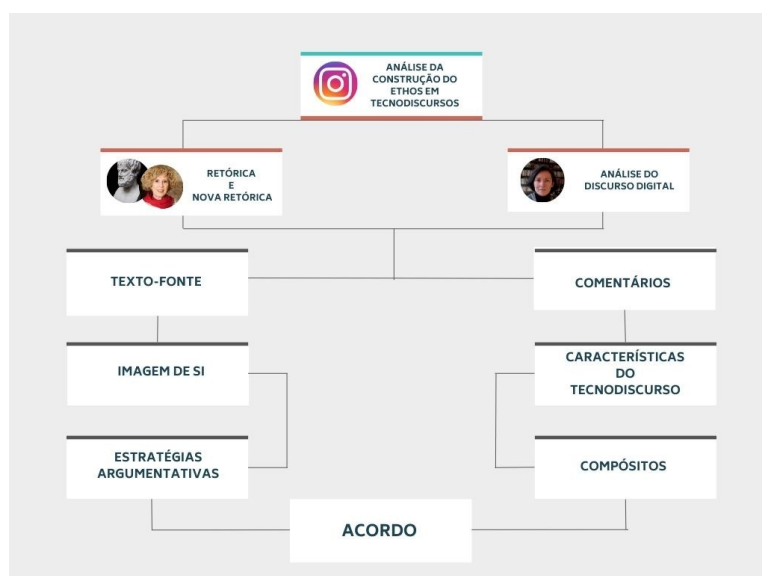 ANÁLISE DA
CONSTRUÇÃO DO
ETHOS EM
TECNODISCURSOS
RETÓRICA
E
NOVA RETÓRICA
ANÁLISE DO
DISCURSO DIGITAL
TEXTO-FONTE
COMENTÁRIOS
IMAGEM DE SI
CARACTERÍSTICAS
DO
TECNODISCURSO
ESTRATÉGIAS
ARGUMENTATIVAS
COMPÓSITOS
ACORDO